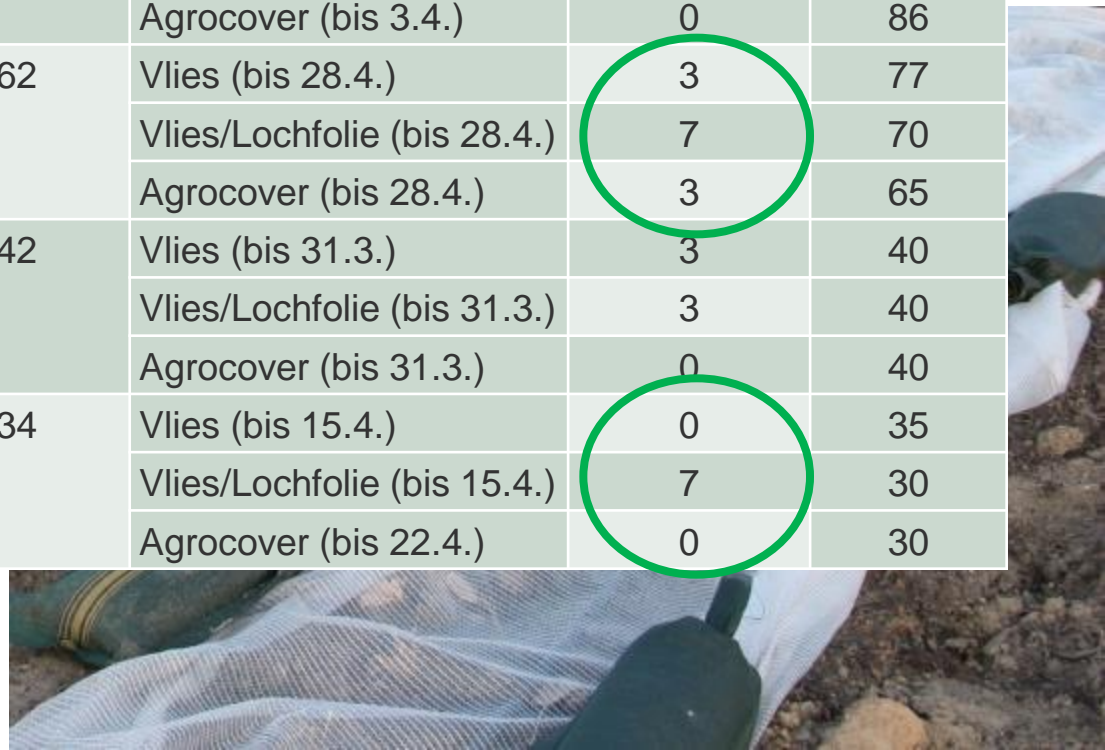 Agrocover (bis 3.4.) 0 86
62 Vlies (bis 28.4.) 3 77
Vlies/Lochfolie (bis 28.4.) 7 70
Agrocover (bis 28.4.) 3 65
42 Vlies (bis 31.3.) 3 40
Vlies/Lochfolie (bis 31.3.) 3 40
Agrocover (bis 31.3.) 0 40
34 Vlies (bis 15.4.) 0 35
Vlies/Lochfolie (bis 15.4.) 7 30
Agrocover (bis 22.4.) 0 30